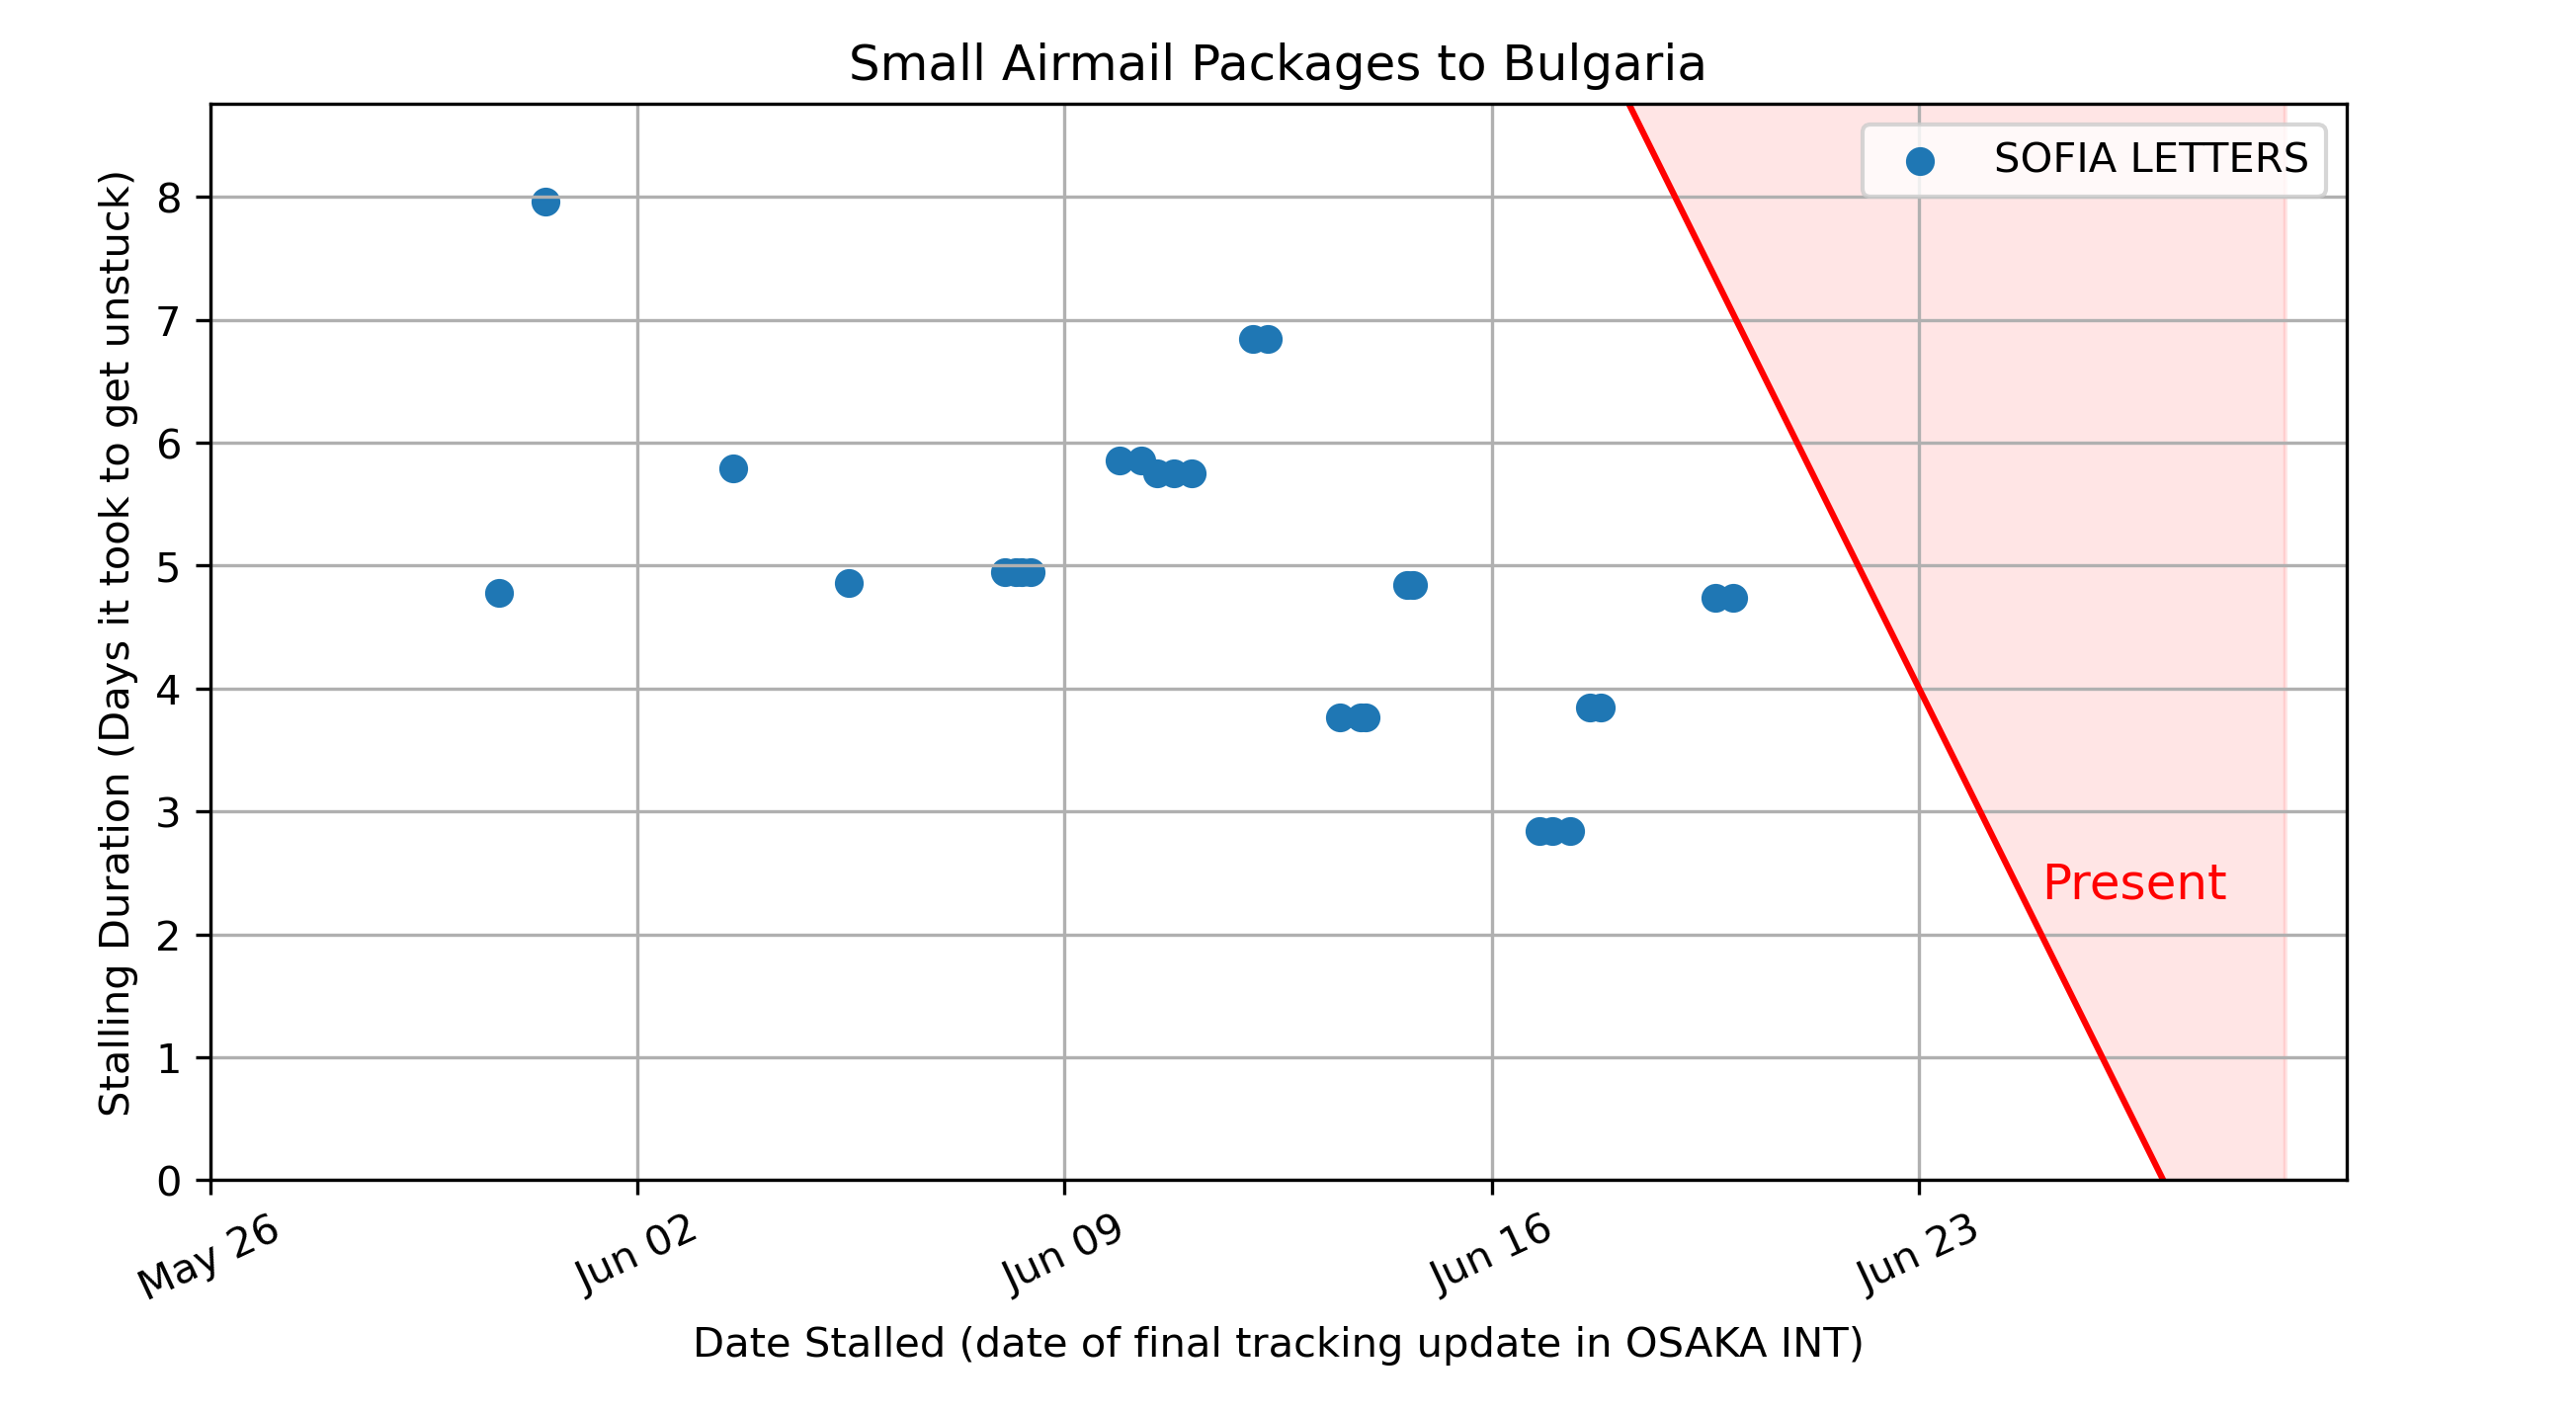 Small Airmail Packages to Bulgaria
SOFIA LETTERS
Stalling Duration (Days it took to get unstuck)
8
7
6
5
4
3
2
1
0
Present
May 26
Jun 02
Jun 09
Jun 16
Jun 23
Date Stalled (date of final tracking update in OSAKA INT)